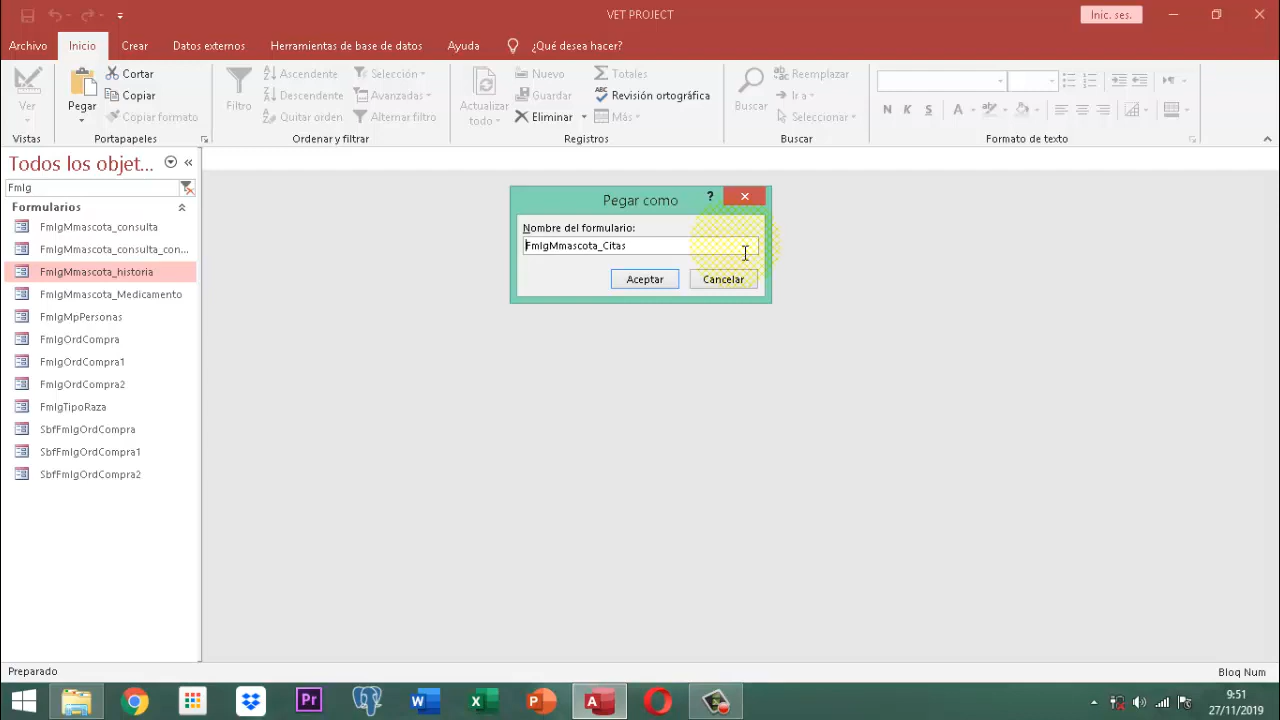 VET PROJECT
Inic. ses.
Archivo Inicio Crear Datos externos Herramientas de base de datos Ayuda ¿Qué desea hacer?
Ver
Pegar
Cortar
Copiar
Copiar formato
Filtro
Ascendente
Descendente
Quitar orden
Selección
Avanzadas
Alternar filtro
Actualizar
todo
Nuevo
Guardar
Eliminar
Totales
Revisión ortográfica
Más
Buscar
Reemplazar
Ir a
Seleccionar
N K S A
Vistas Portapapeles Ordenar y filtrar Registros Buscar Formato de texto
Todos los objet...
Fmlg
Formularios
FmlgMmascota_consulta
FmlgMmascota_consulta_con...
FmlgMmascota_historia
FmlgMmascota_Medicamento
FmlgMpPersonas
FmlgOrdCompra
FmlgOrdCompra1
FmlgOrdCompra2
FmlgTipoRaza
SbfFmlgOrdCompra
SbfFmlgOrdCompra1
SbfFmlgOrdCompra2
Pegar como
?
Nombre del formulario:
FmlgMmascota_Citas
Aceptar Cancelar
Preparado
Bloq Num
Pr
9:51
27/11/2019